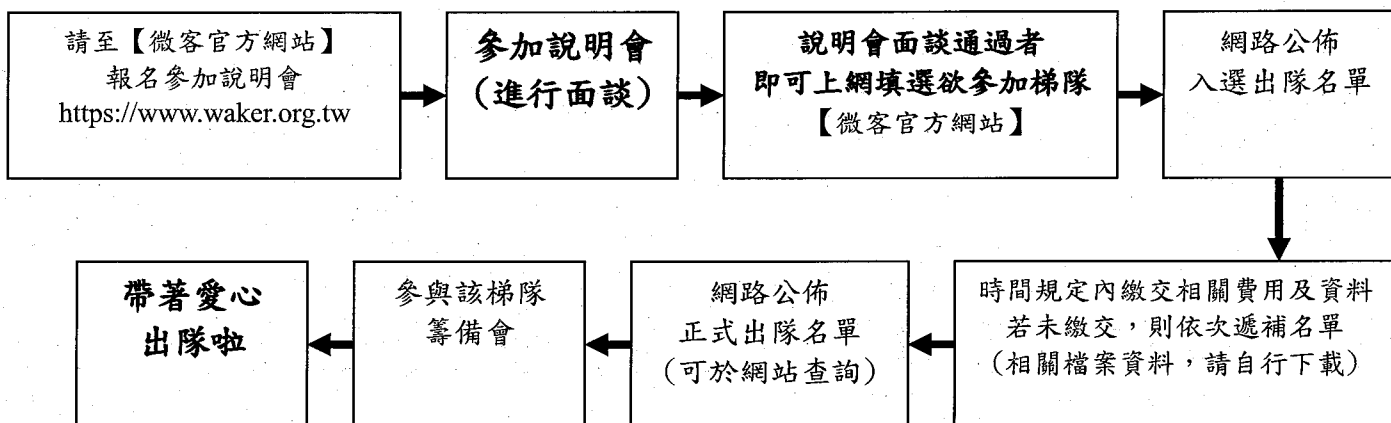 請至【微客官方網站】
報名參加說明會
https://www.waker.org.tw
參加說明會
(進行面談)
說明會面談通過者
即可上網填選欲參加梯隊
【微客官方網站】
網路公佈
入選出隊名單
時間規定內繳交相關費用及資料
若未繳交，則依次遞補名單
(相關檔案資料，請自行下載)
網路公佈
正式出隊名單
(可於網站查詢)
參與該梯隊
籌備會
帶著愛心
出隊啦